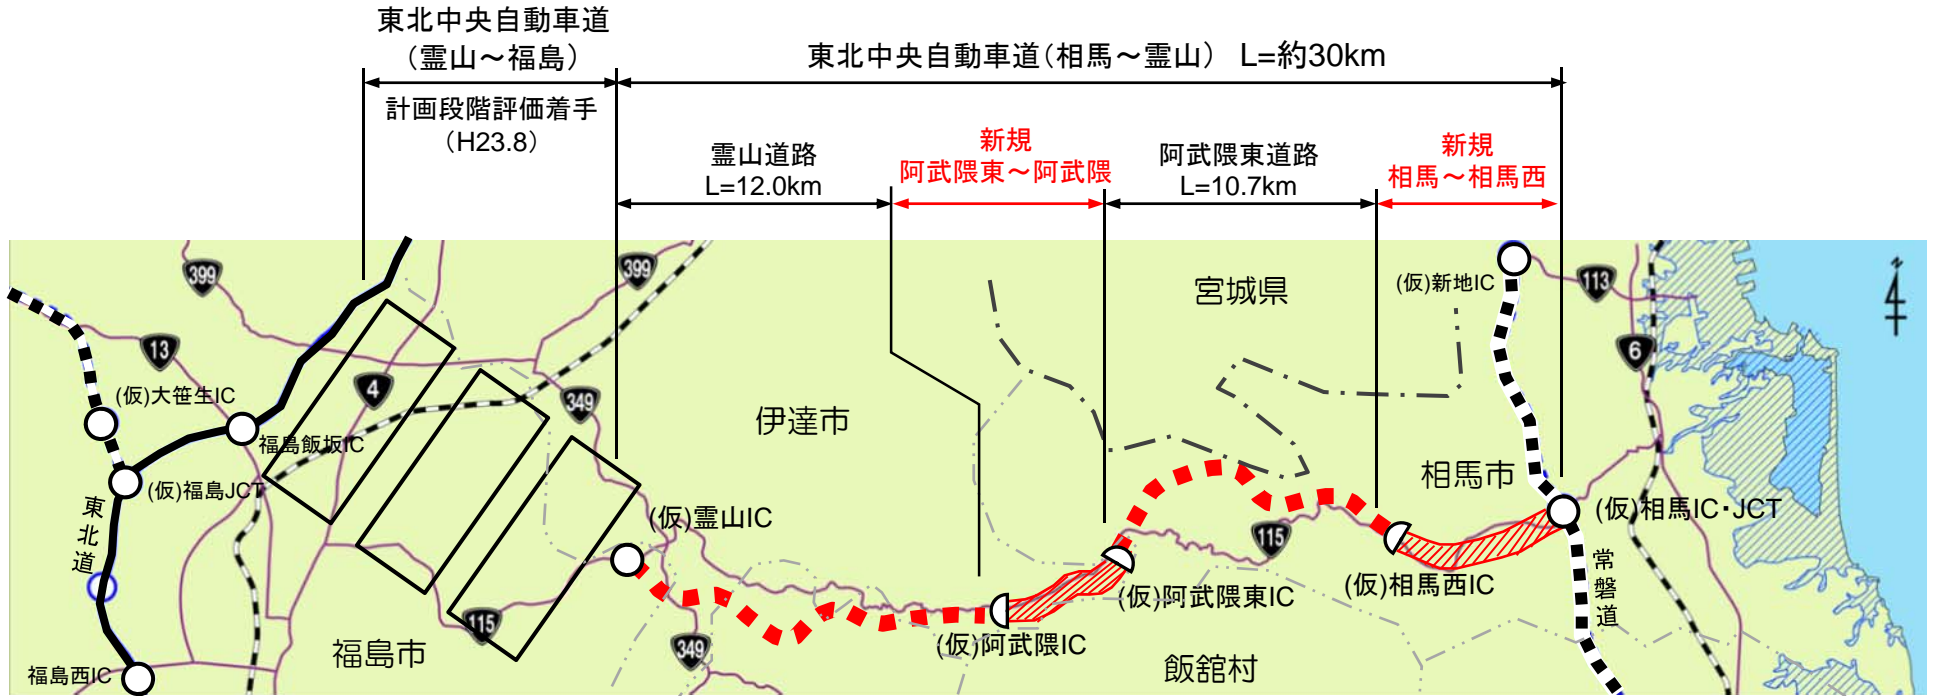 東北中央自動車道
（霊山～福島）
計画段階評価着手
（H23.8）
東北中央自動車道（相馬～霊山） L=約30km
霊山道路
L=12.0km
新規
阿武隈東～阿武隈
阿武隈東道路
L=10.7km
新規
相馬～相馬西
399
399
宮城県
(仮)新地IC
113
13
4
6
(仮)大笹生IC
349
伊達市
福島飯坂IC
(仮)福島JCT
相馬市
東北道
(仮)霊山IC
(仮)相馬IC・JCT
115
常磐道
(仮)相馬西IC
(仮)阿武隈東IC
115
349
(仮)阿武隈IC
福島市
飯舘村
福島西IC